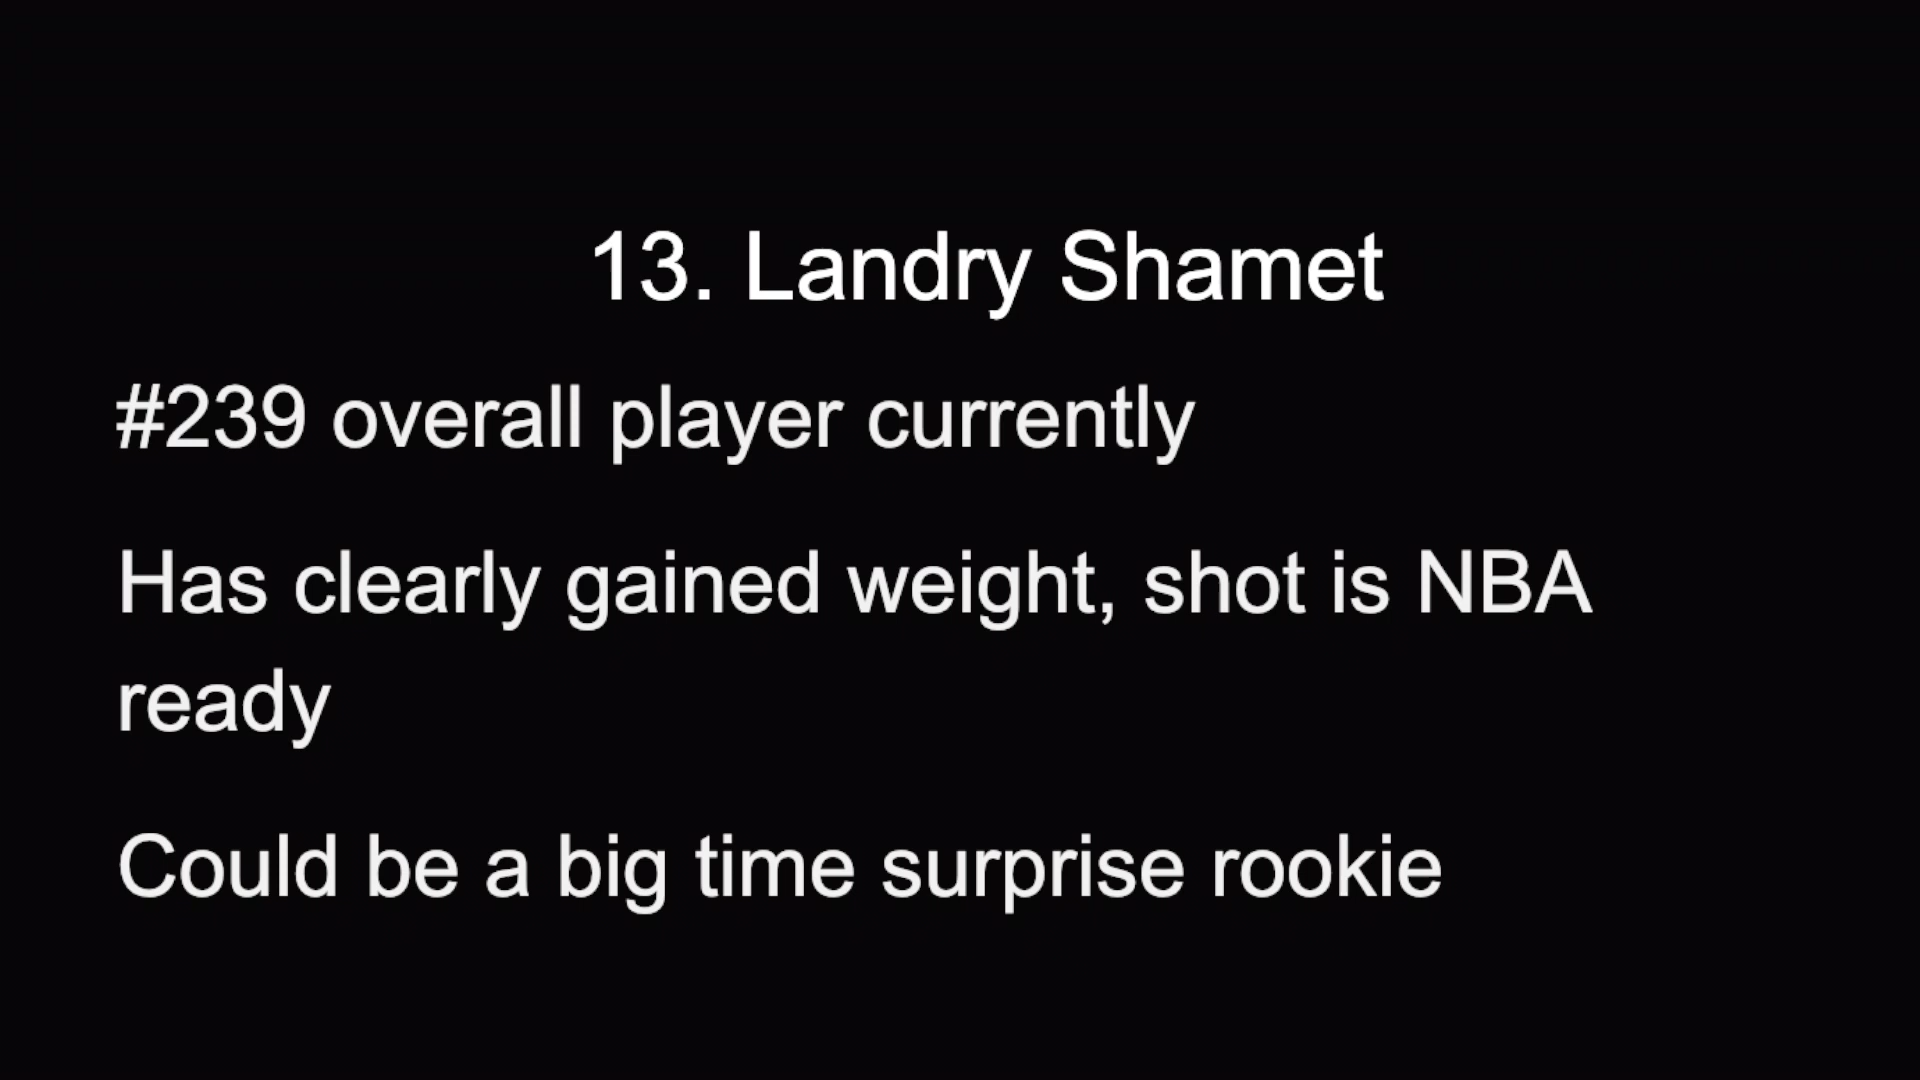 13. Landry Shamet
#239 overall player currently
Has clearly gained weight, shot is NBA
ready
Could be a big time surprise rookie